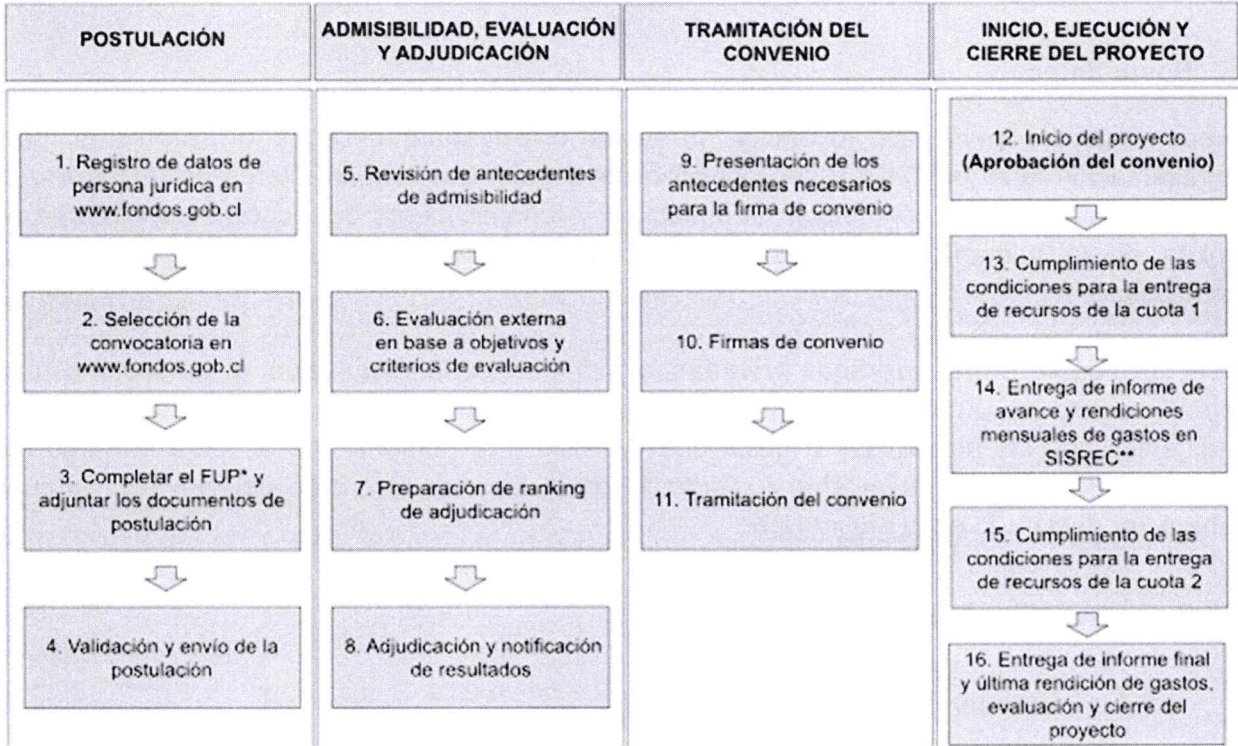 POSTULACIÓN
1. Registro de datos de
persona jurídica en
www.fondos.gob.cl
2. Selección de la
convocatoria en
www.fondos.gob.cl
3. Completar el FUP* y
adjuntar los documentos de
postulación
4. Validación y envío de la
postulación
ADMISIBILIDAD, EVALUACIÓN
Y ADJUDICACIÓN
5. Revisión de antecedentes
de admisibilidad
6. Evaluación externa
en base a objetivos y
criterios de evaluación
7. Preparación de ranking
de adjudicación
8. Adjudicación y notificación
de resultados
TRAMITACIÓN DEL
CONVENIO
9. Presentación de los
antecedentes necesarios
para la firma de convenio
10. Firmas de convenio
11. Tramitación del convenio
INICIO, EJECUCIÓN Y
CIERRE DEL PROYECTO
12. Inicio del proyecto
(Aprobación del convenio)
13. Cumplimiento de las
condiciones para la entrega
de recursos de la cuota 1
14. Entrega de informe de
avance y rendiciones
mensuales de gastos en
SISREC**
15. Cumplimiento de las
condiciones para la entrega
de recursos de la cuota 2
16. Entrega de informe final
y última rendición de gastos,
evaluación y cierre del
proyecto